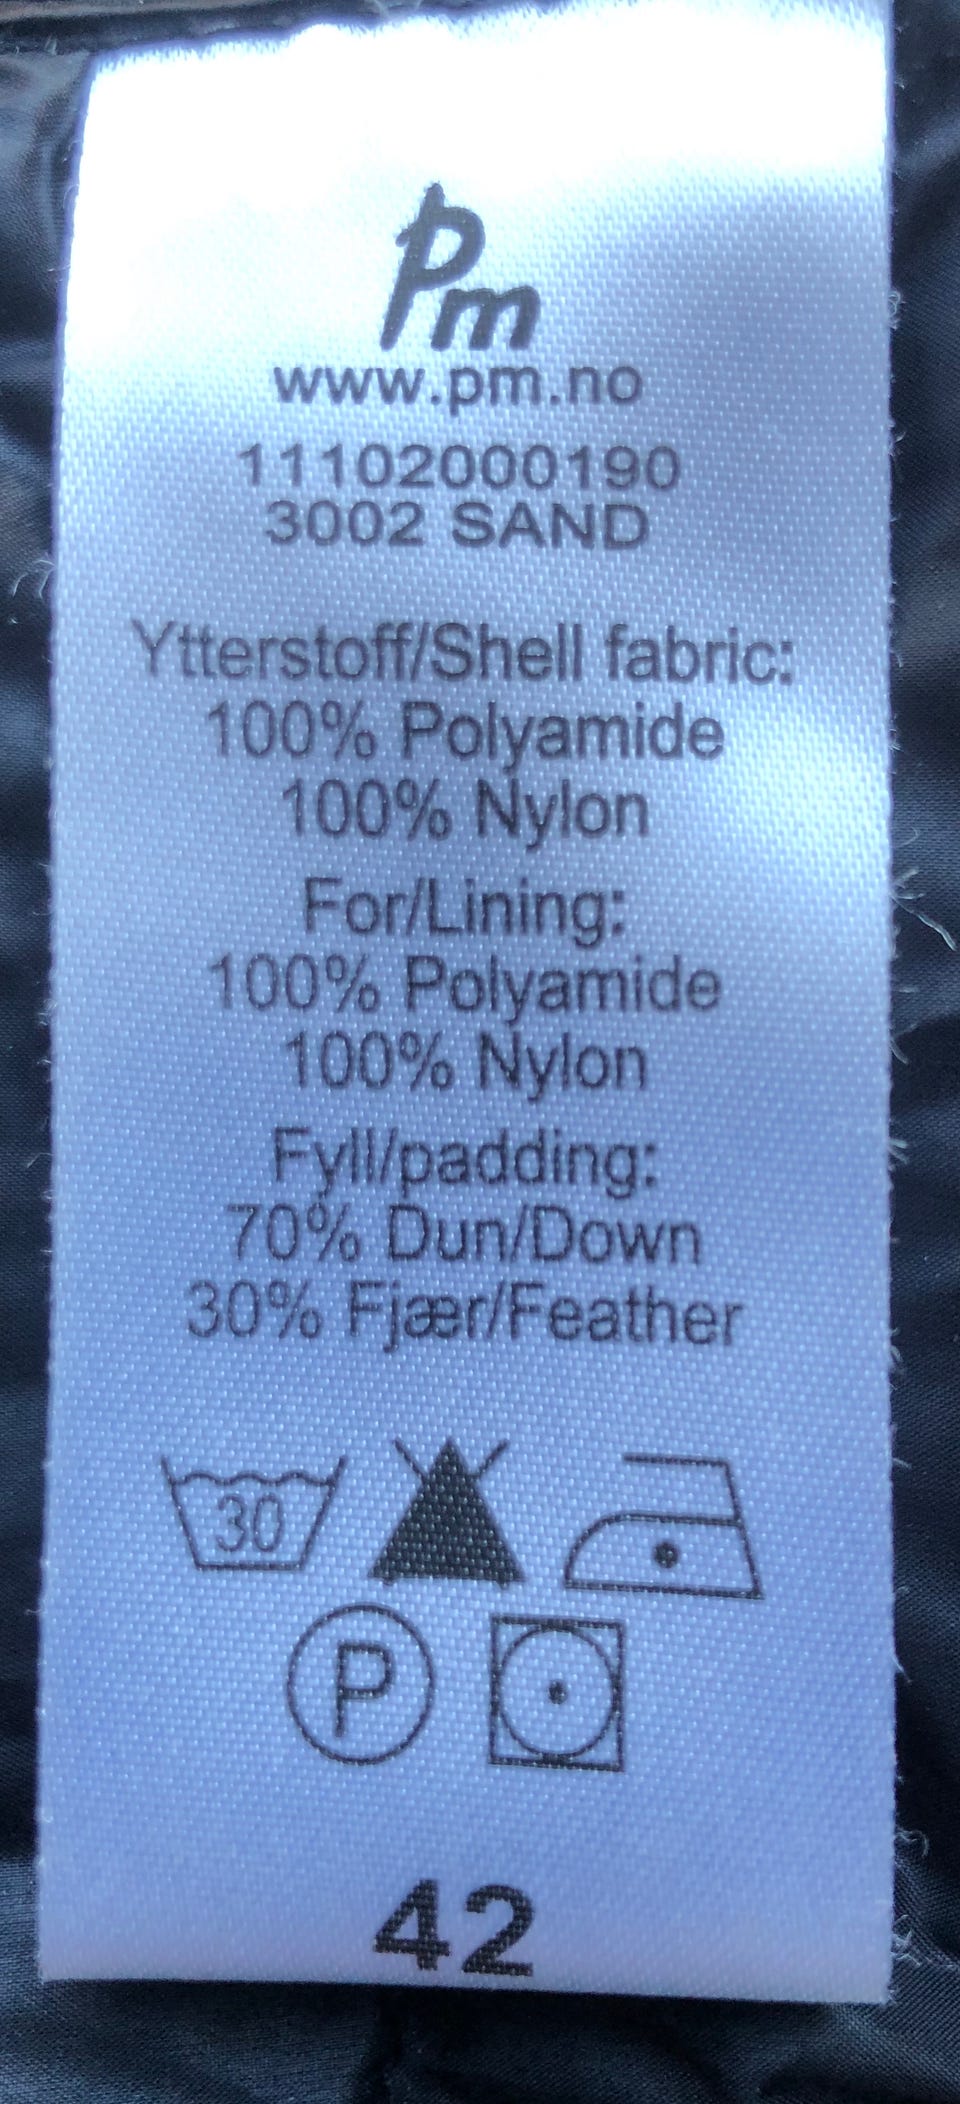 Pm
www.pm.no
11102000190
3002 SAND
Ytterstoff/Shell fabric:
100% Polyamide
100% Nylon
For/Lining:
100% Polyamide
100% Nylon
Fyll/padding:
70% Dun/Down
30% Fjær/Feather
30
P
42